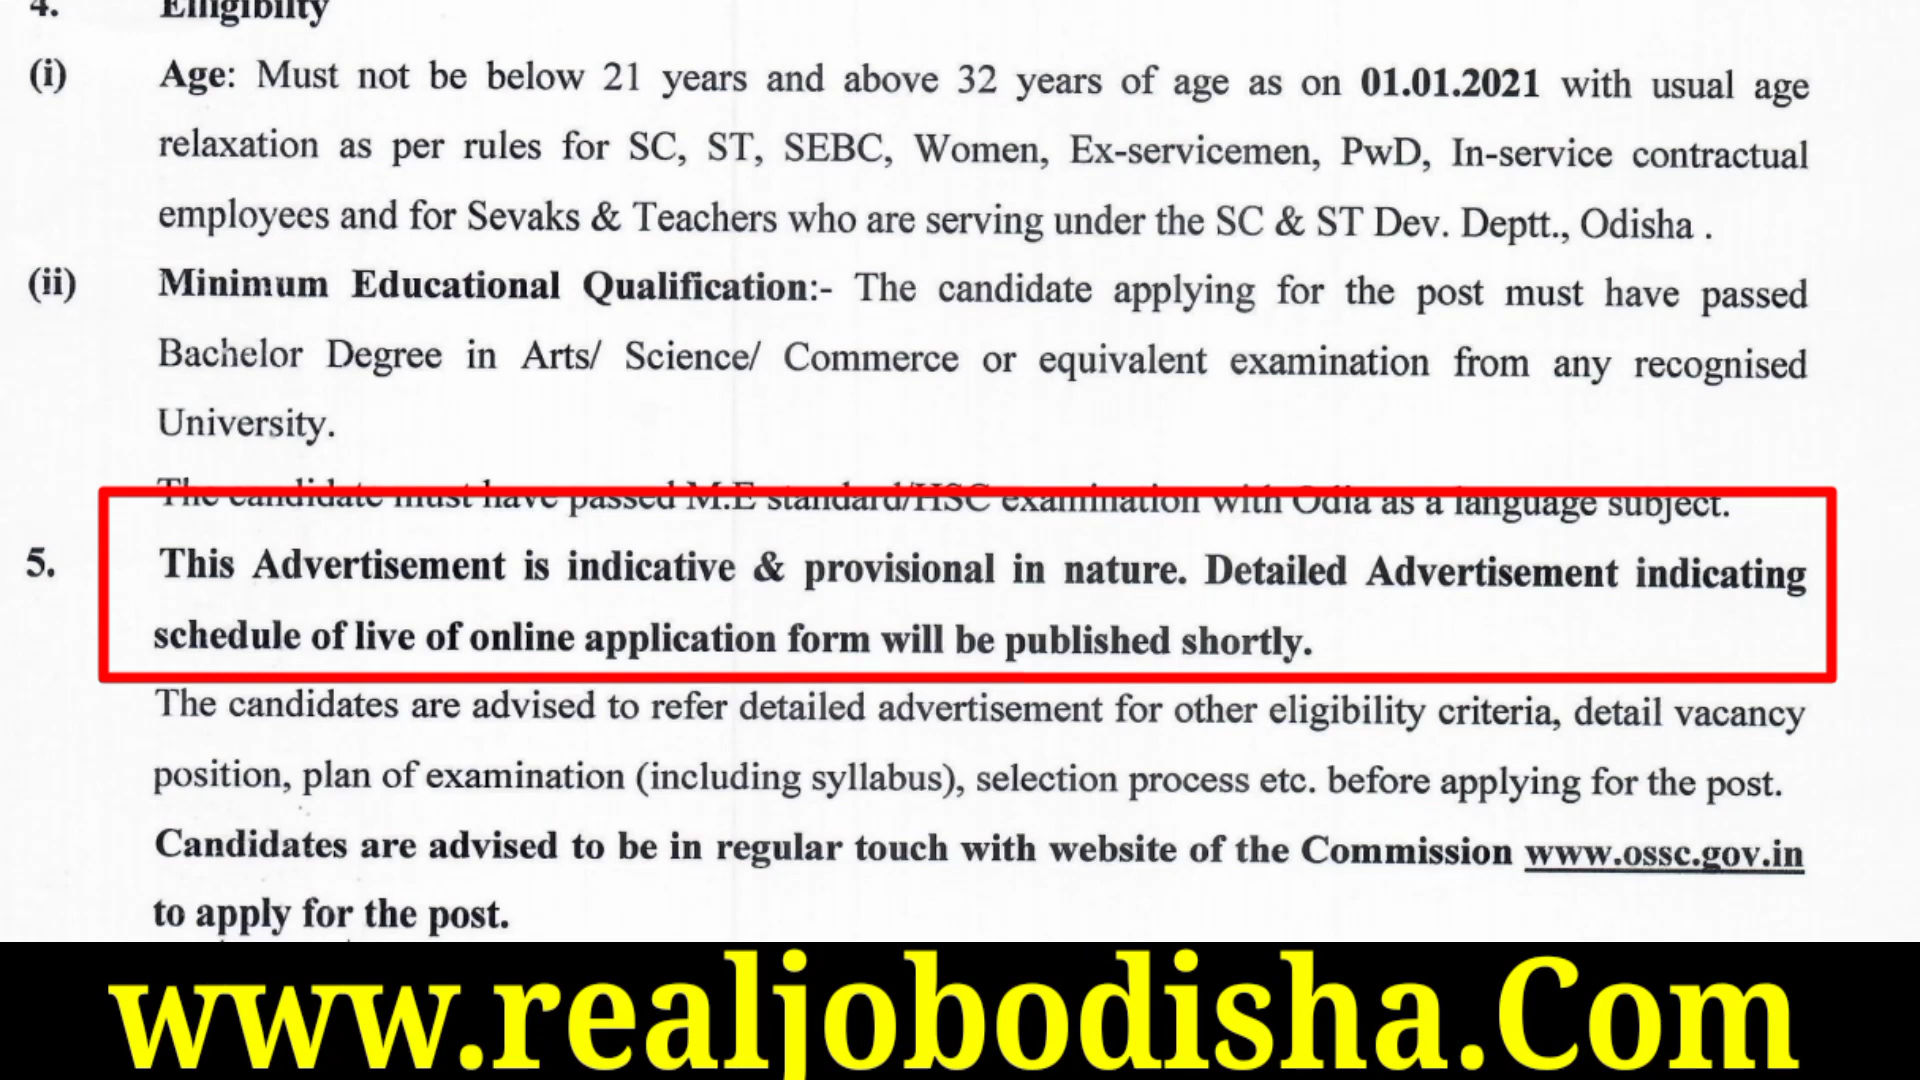 4. Elligibilty
(i) Age: Must not be below 21 years and above 32 years of age as on 01.01.2021 with usual age
relaxation as per rules for SC, ST, SEBC, Women, Ex-servicemen, PwD, In-service contractual
employees and for Sevaks & Teachers who are serving under the SC & ST Dev. Deptt., Odisha .
(ii) Minimum Educational Qualification:- The candidate applying for the post must have passed
Bachelor Degree in Arts/ Science/ Commerce or equivalent examination from any recognised
University.
The candidate must have passed M.E standard/HSC examination with Odia as a language subject.
5. This Advertisement is indicative & provisional in nature. Detailed Advertisement indicating
schedule of live of online application form will be published shortly.
The candidates are advised to refer detailed advertisement for other eligibility criteria, detail vacancy
position, plan of examination (including syllabus), selection process etc. before applying for the post.
Candidates are advised to be in regular touch with website of the Commission www.ossc.gov.in
to apply for the post.
www.realjobodisha.Com